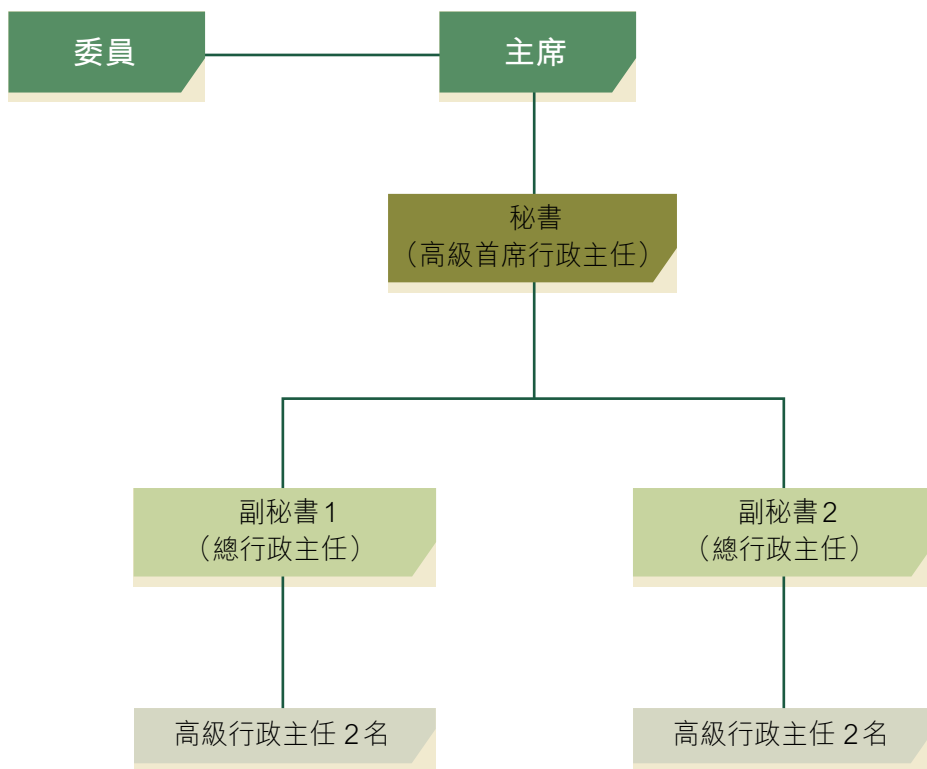 委員
主席
秘書
（高級首席行政主任）
副秘書1
（總行政主任）
副秘書2
（總行政主任）
高級行政主任 2名
高級行政主任 2名